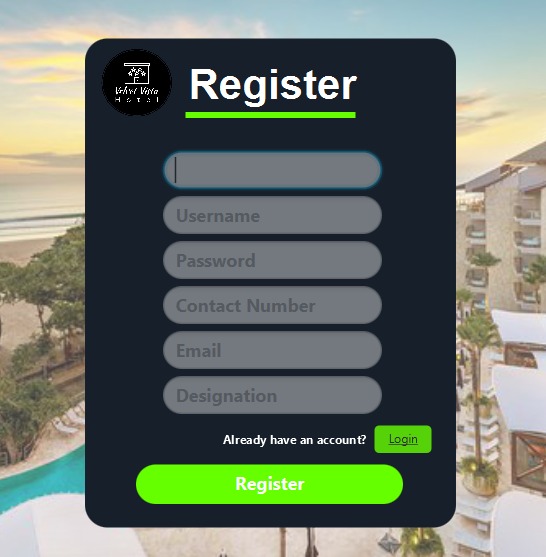 Velvet Vista
Hotel
Register
Username
Password
Contact Number
Email
Designation
Already have an account? Login
Register